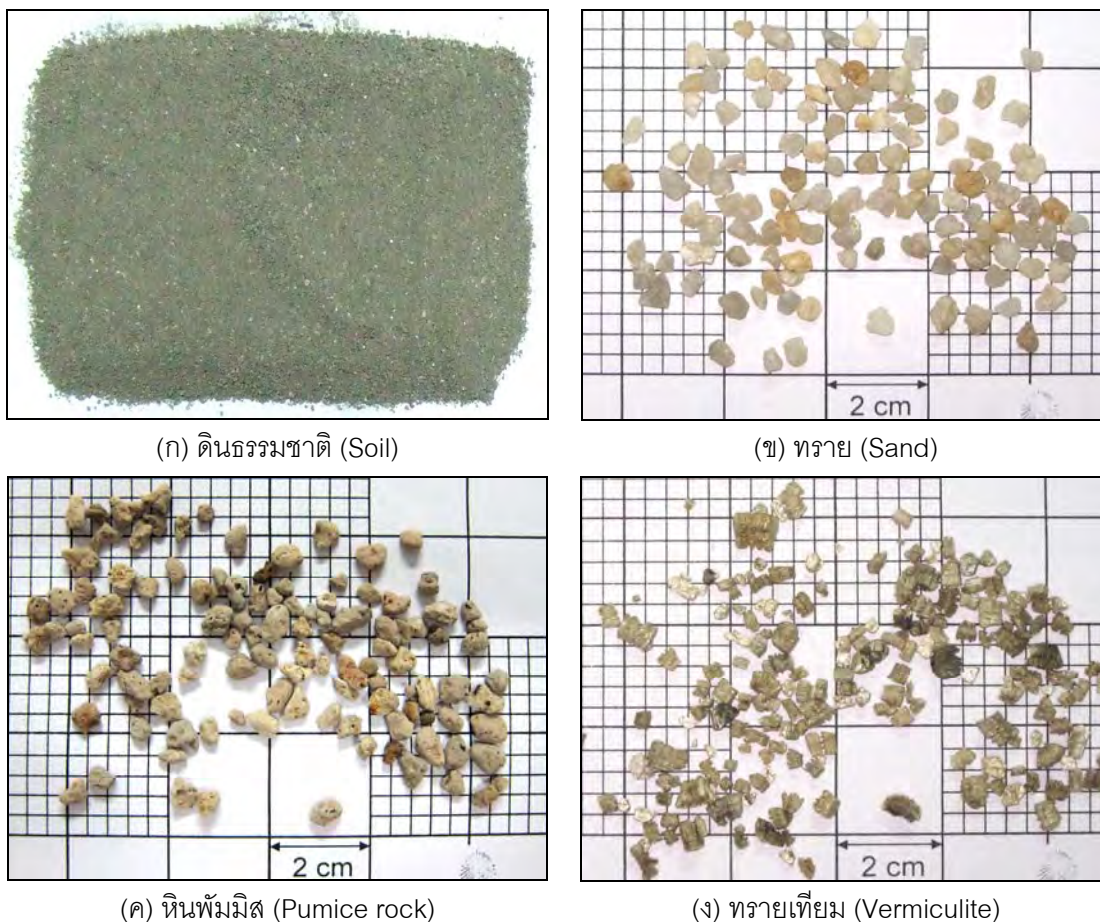 2 cm
(ก) ดินธรรมชาติ (Soil)
(ข) ทราย (Sand)
2 cm
2 cm
(ค) หินพัมมิส (Pumice rock)
(ง) ทรายเทียม (Vermiculite)